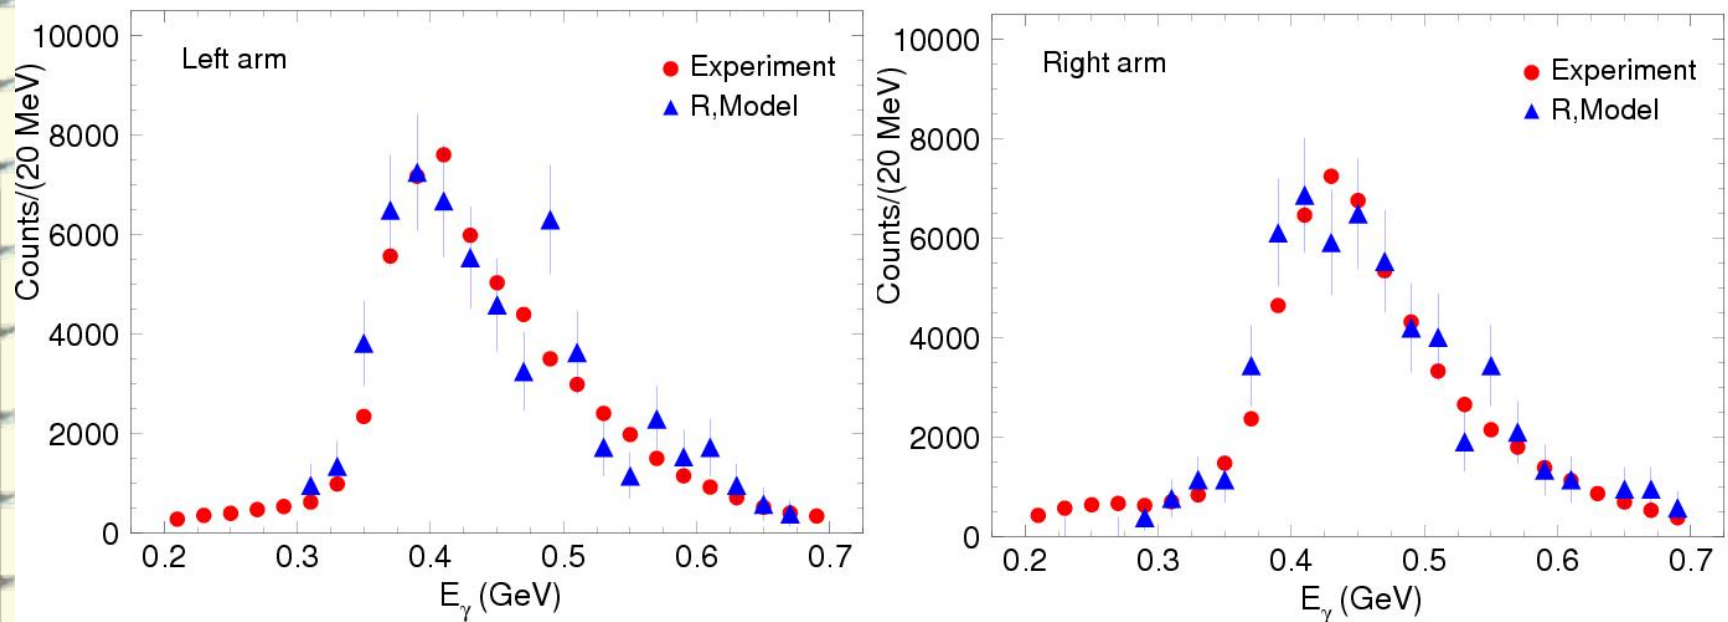 Left arm
Experiment
R,Model
Counts/(20 MeV)
10000
8000
6000
4000
2000
0
0.2 0.3 0.4 0.5 0.6 0.7
Eγ (GeV)
Right arm
Experiment
R,Model
Counts/(20 MeV)
10000
8000
6000
4000
2000
0
0.2 0.3 0.4 0.5 0.6 0.7
Eγ (GeV)